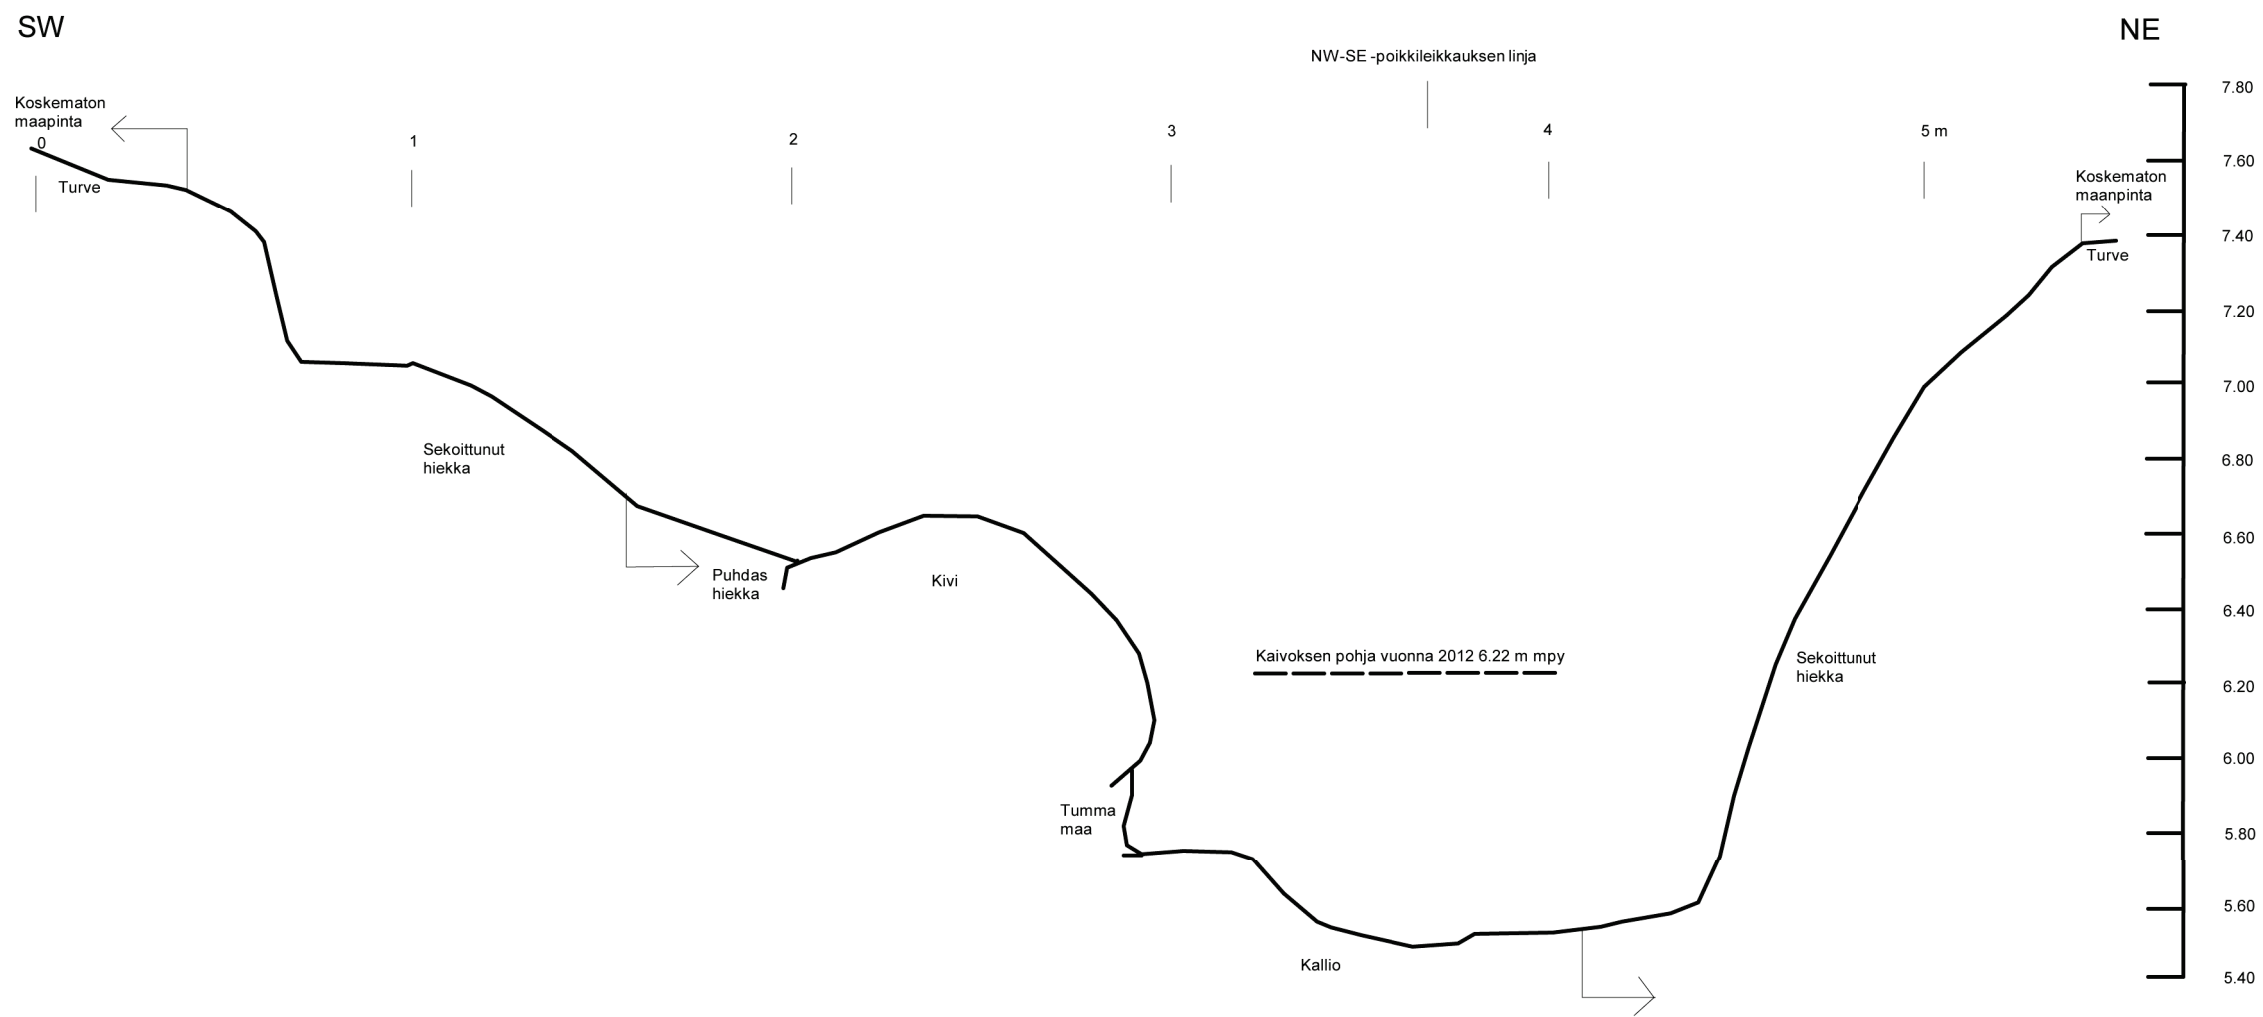 SW
NE
NW-SE -poikkileikkauksen linja
Koskematon
maapinta
0
1
2
3
4
5 m
Turve
Koskematon
maanpinta
Turve
Sekoittunut
hiekka
Puhdas
hiekka
Kivi
Kaivoksen pohja vuonna 2012 6.22 m mpy
Sekoittunut
hiekka
Tumma
maa
Kallio
7.80
7.60
7.40
7.20
7.00
6.80
6.60
6.40
6.20
6.00
5.80
5.60
5.40